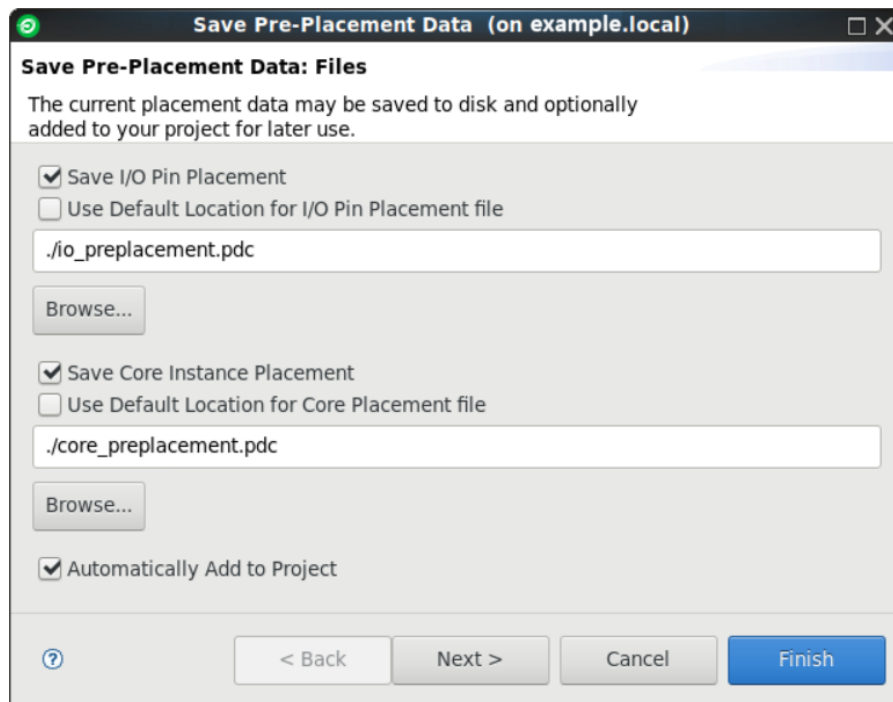 Save Pre-Placement Data (on example.local)
Save Pre-Placement Data: Files
The current placement data may be saved to disk and optionally
added to your project for later use.
Save I/O Pin Placement
Use Default Location for I/O Pin Placement file
./io_preplacement.pdc
Browse...
Save Core Instance Placement
Use Default Location for Core Placement file
./core_preplacement.pdc
Browse...
Automatically Add to Project
? < Back Next > Cancel Finish